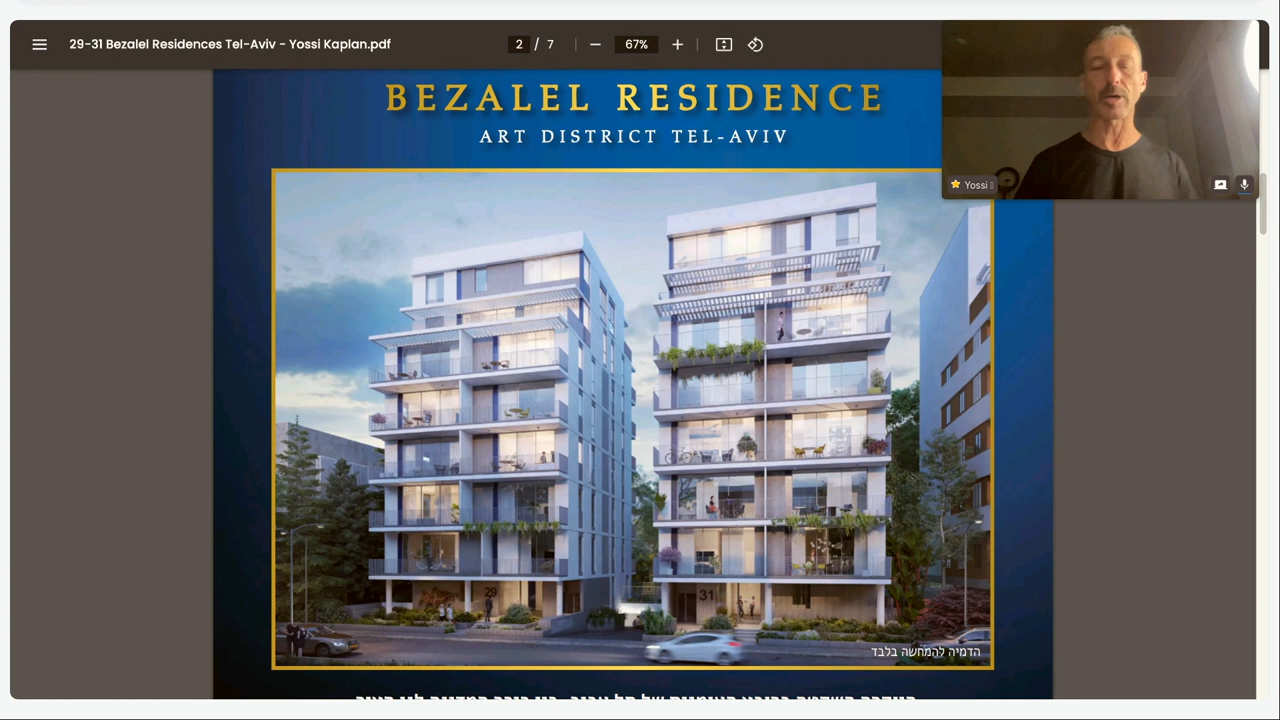 29-31 Bezalel Residences Tel-Aviv - Yossi Kaplan.pdf
2 / 7
67%
BEZALEL RESIDENCE
ART DISTRICT TEL-AVIV
Yossi
29
31
הדמיה להמחשה בלבד